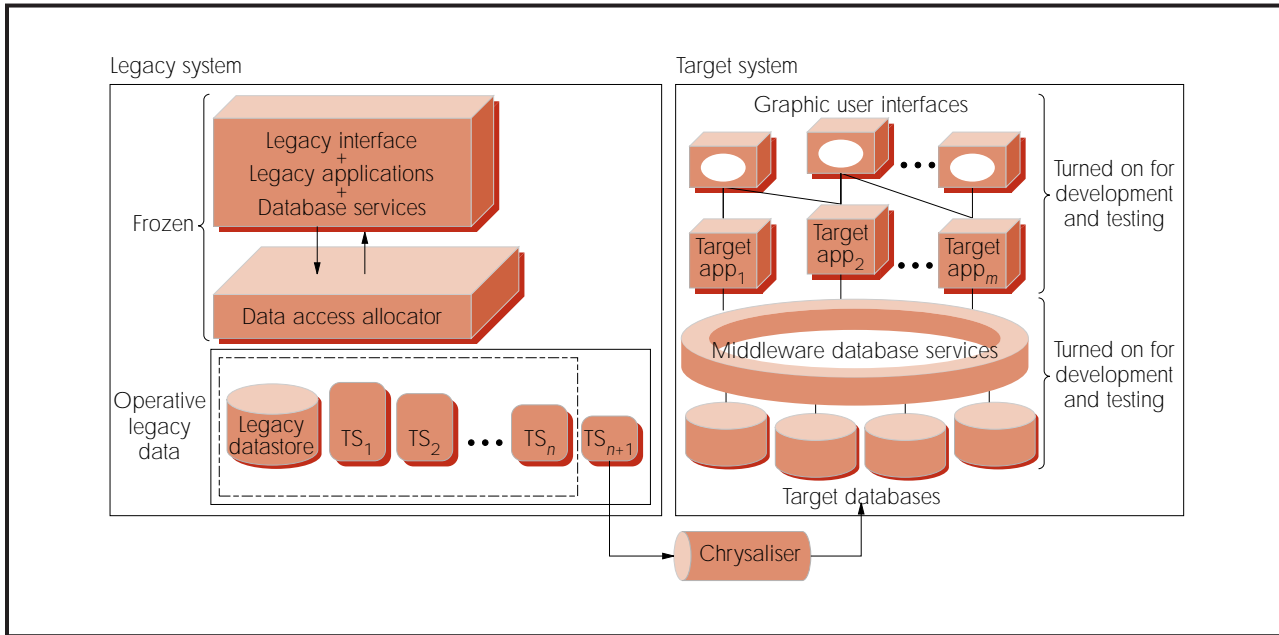 Legacy system
Legacy interface
+
Legacy applications
+
Database services
Frozen
Data access allocator
Operative
legacy
data
Legacy
datastore
TS1
TS2
TSn
TSn+1
Target system
Graphic user interfaces
Target
app1
Target
app2
Target
appm
Turned on for
development
and testing
Middleware database services
Turned on for
development
and testing
Target databases
Chrysaliser